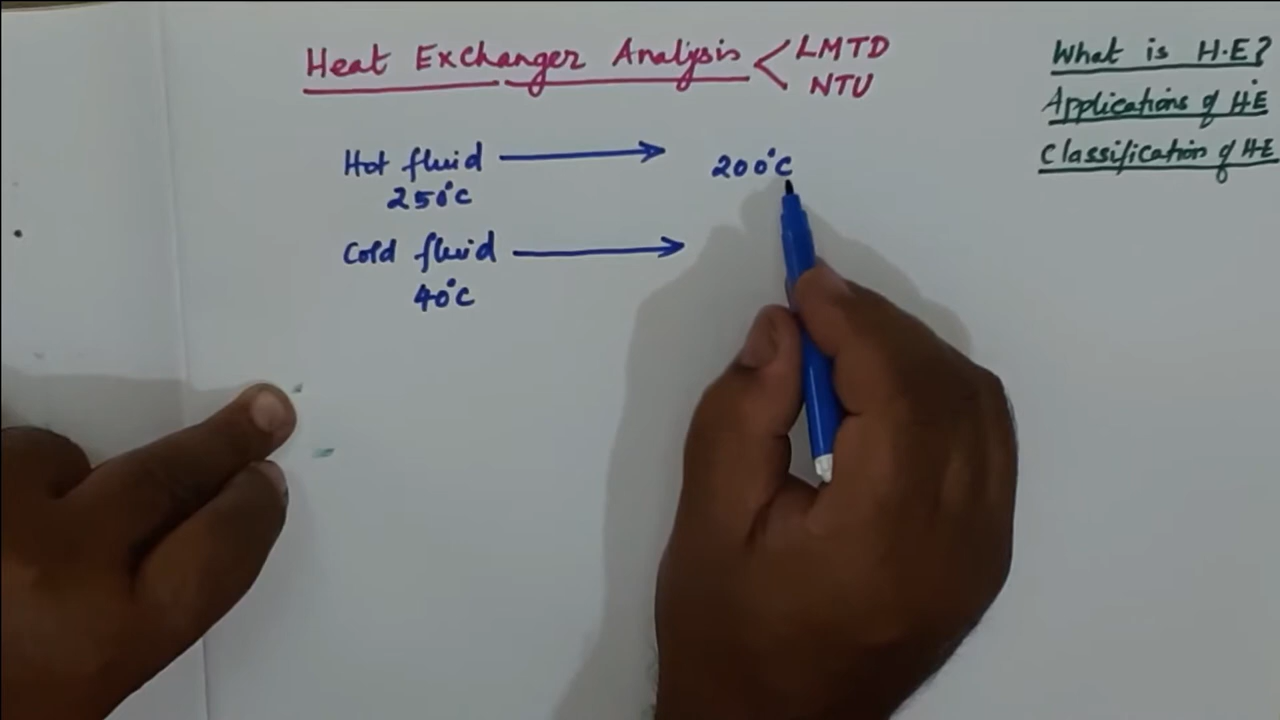 Heat Exchanger Analysis < LMTD
NTU
Hot fluid → 200°C
250°C
Cold fluid →
40°C
What is H.E?
Applications of H.E
Classification of H.E